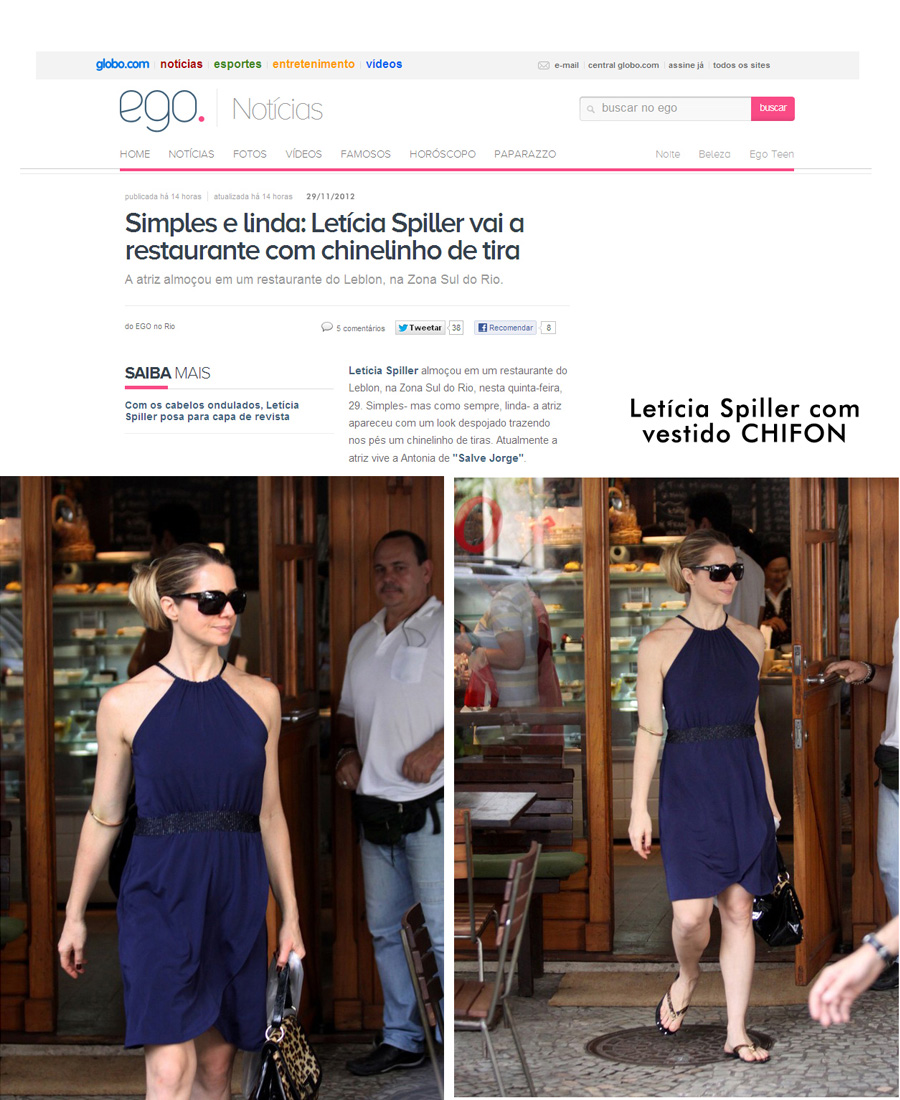 globo.com noticias esportes entretenimento videos e-mail central globo.com assine já todos os sites
ego. Notícias buscar no ego buscar
HOME NOTÍCIAS FOTOS VÍDEOS FAMOSOS HORÓSCOPO PAPARAZZO Noite Beleza Ego Teen
publicada há 14 horas atualizada há 14 horas 29/11/2012
Simples e linda: Letícia Spiller vai a
restaurante com chinelinho de tira
A atriz almoçou em um restaurante do Leblon, na Zona Sul do Rio.
do EGO no Rio 5 comentários Tweetar 38 Recomendar 8
SAIBA MAIS
Com os cabelos ondulados, Letícia
Spiller posa para capa de revista
Leticia Spiller almoçou em um restaurante do
Leblon, na Zona Sul do Rio, nesta quinta-feira,
29. Simples- mas como sempre, linda- a atriz
apareceu com um look despojado trazendo
nos pés um chinelinho de tiras. Atualmente a
atriz vive a Antonia de "Salve Jorge".
Letícia Spiller com
vestido CHIFON